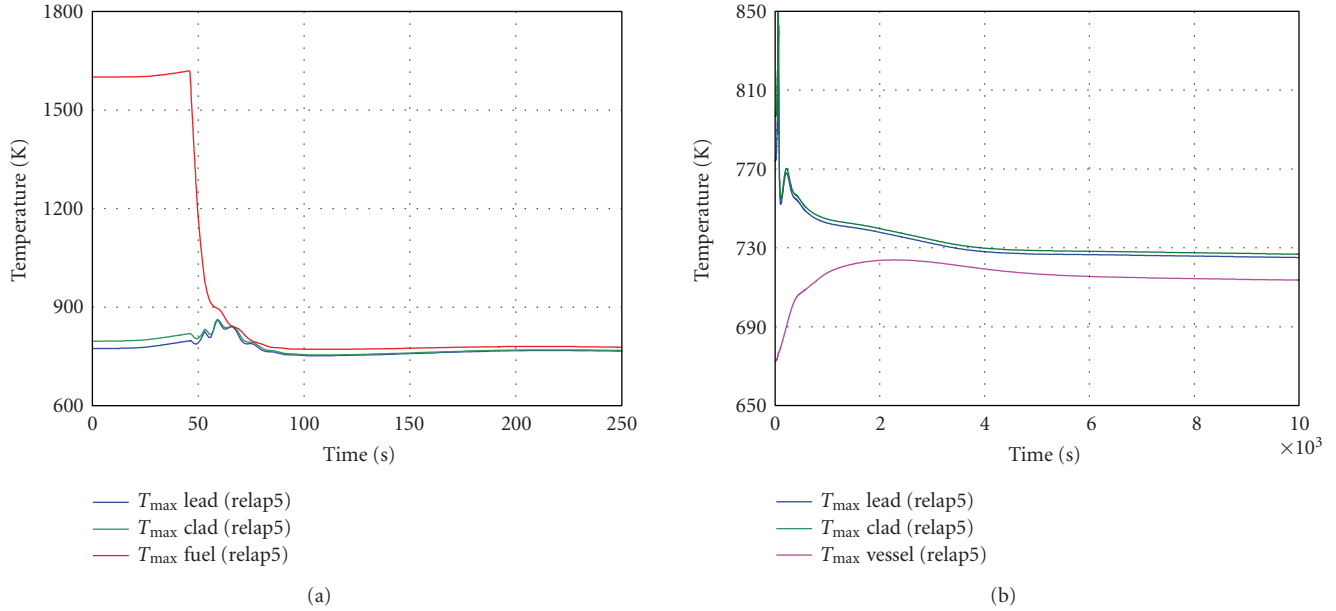 1800
1500
1200
900
600
Temperature (K)
0
50
100
150
200
250
Time (s)
T_max lead (relap5)
T_max clad (relap5)
T_max fuel (relap5)
(a)
850
810
770
730
690
650
Temperature (K)
0
2
4
6
8
10
×10³
Time (s)
T_max lead (relap5)
T_max clad (relap5)
T_max vessel (relap5)
(b)